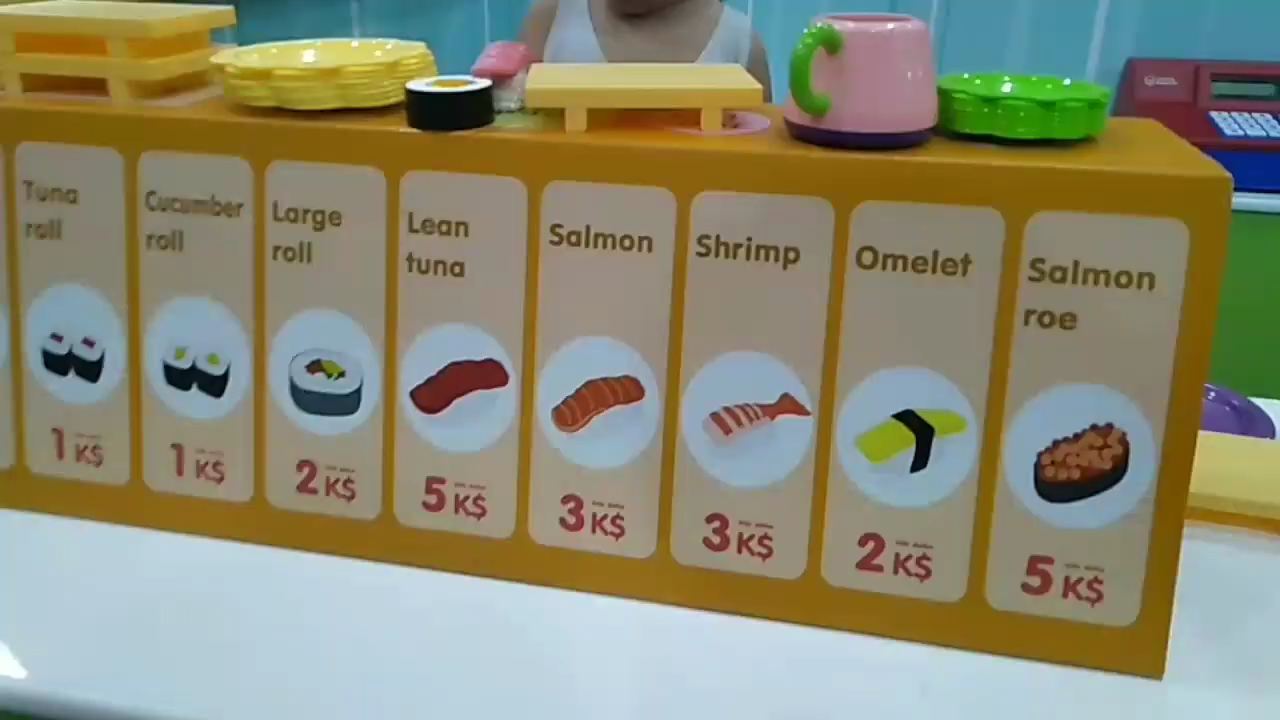 Tuna
roll
1 K$
Cucumber
roll
1 K$
Large
roll
2 K$
Lean
tuna
5 K$
Salmon
3 K$
Shrimp
3 K$
Omelet
2 K$
Salmon
roe
5 K$